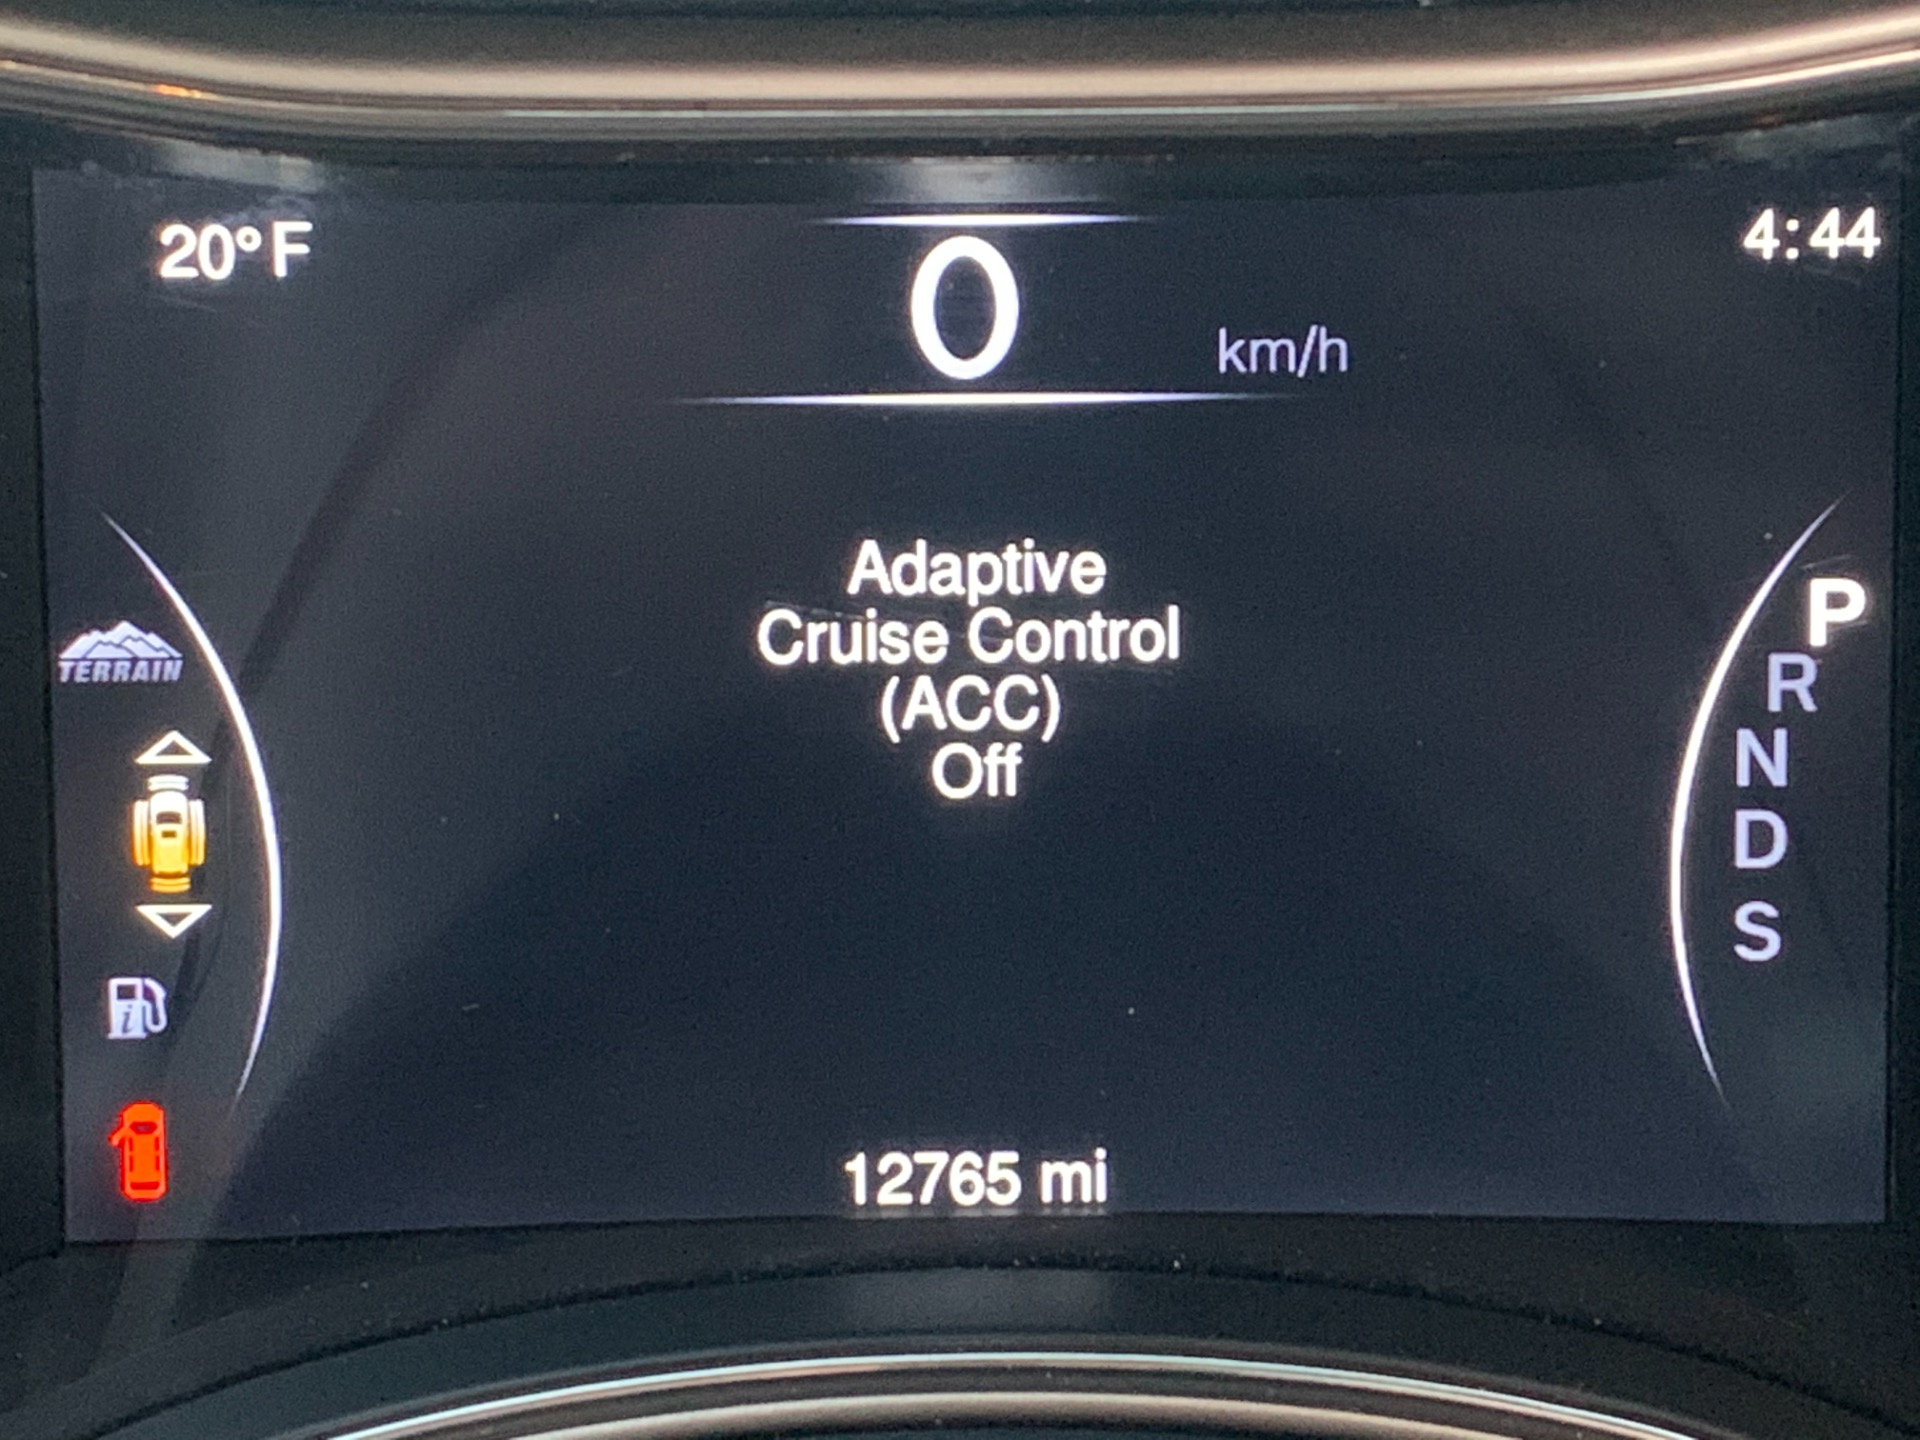 20°F
0
4:44
km/h
Adaptive
Cruise Control
(ACC)
Off
TERRAIN
i
P
R
N
D
S
12765 mi